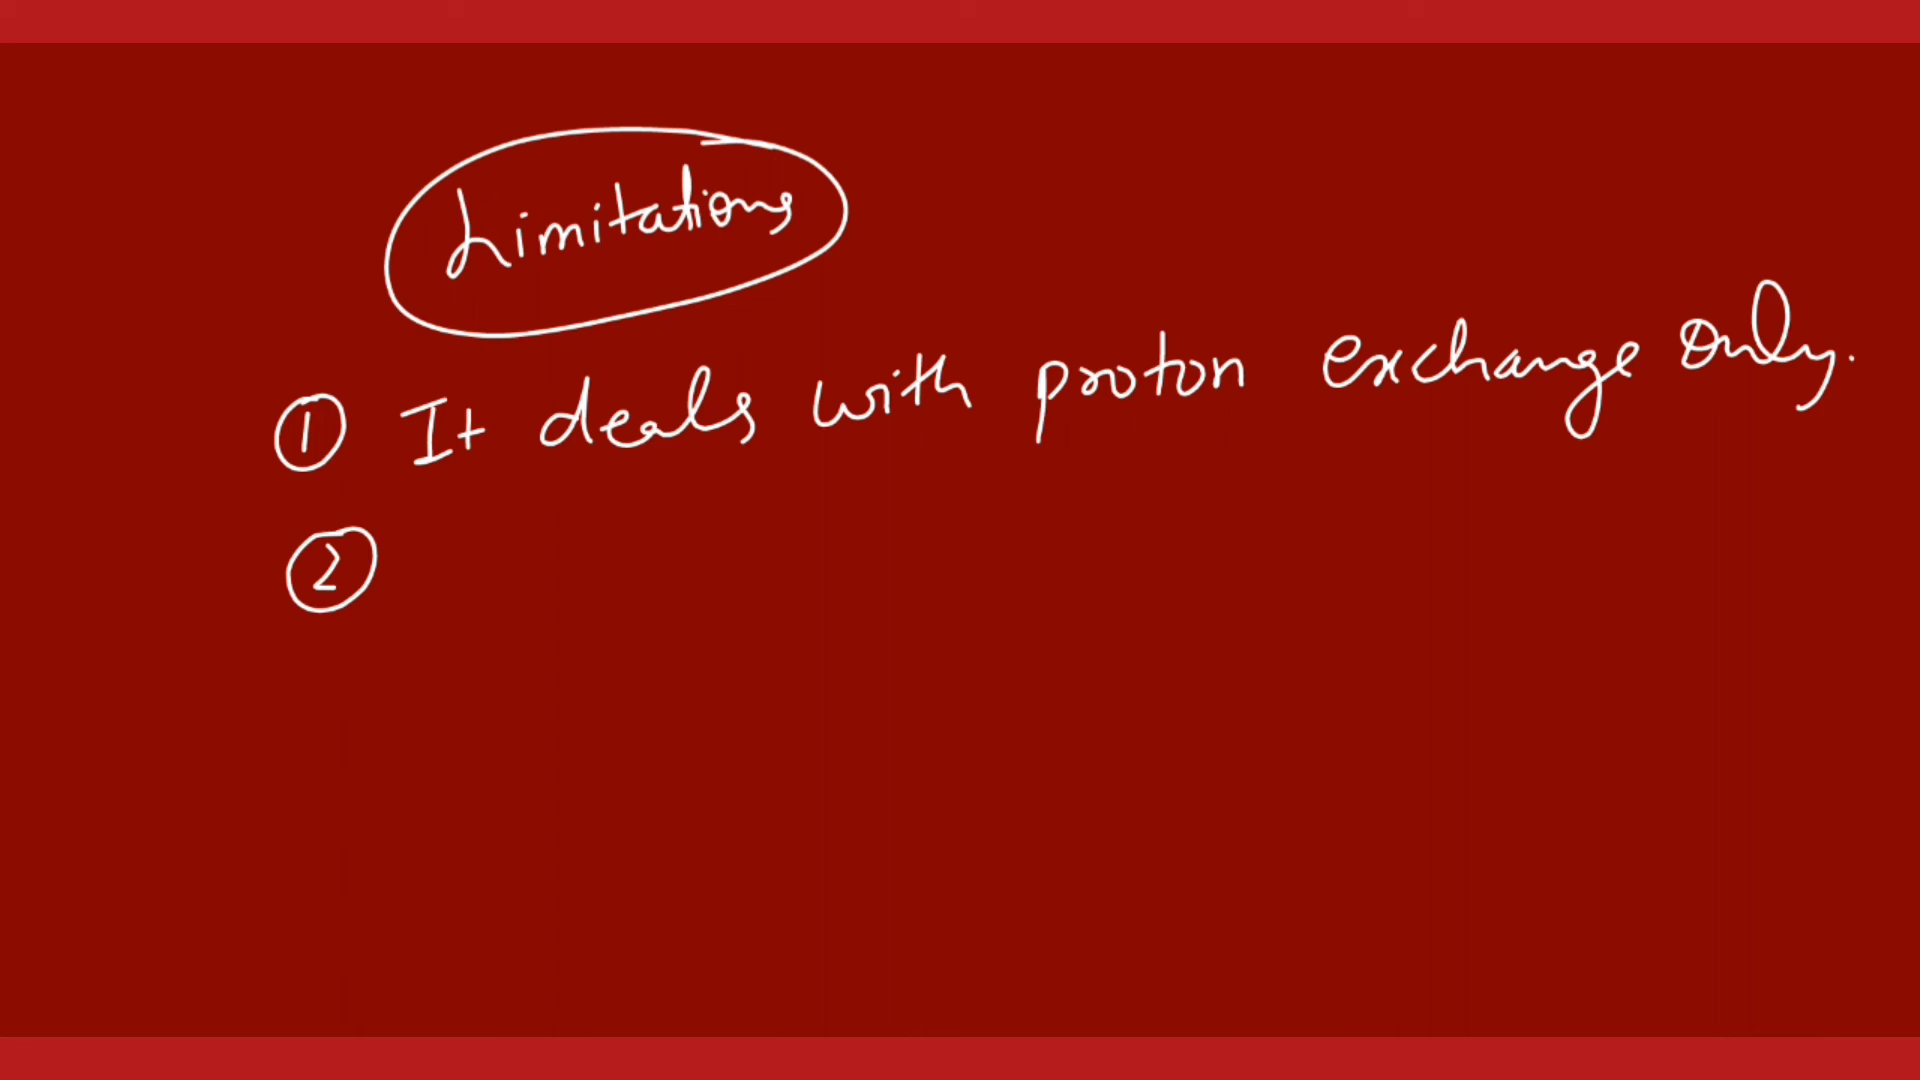 Limitations
① It deals with proton exchange only.
②